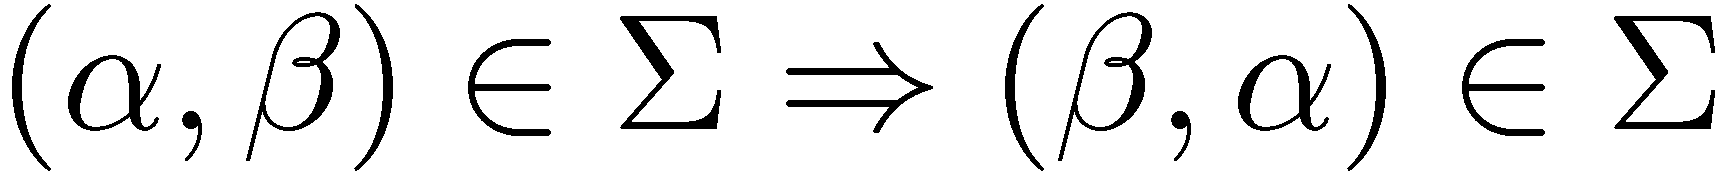 (α, β) ∈ Σ ⇒ (β, α) ∈ Σ